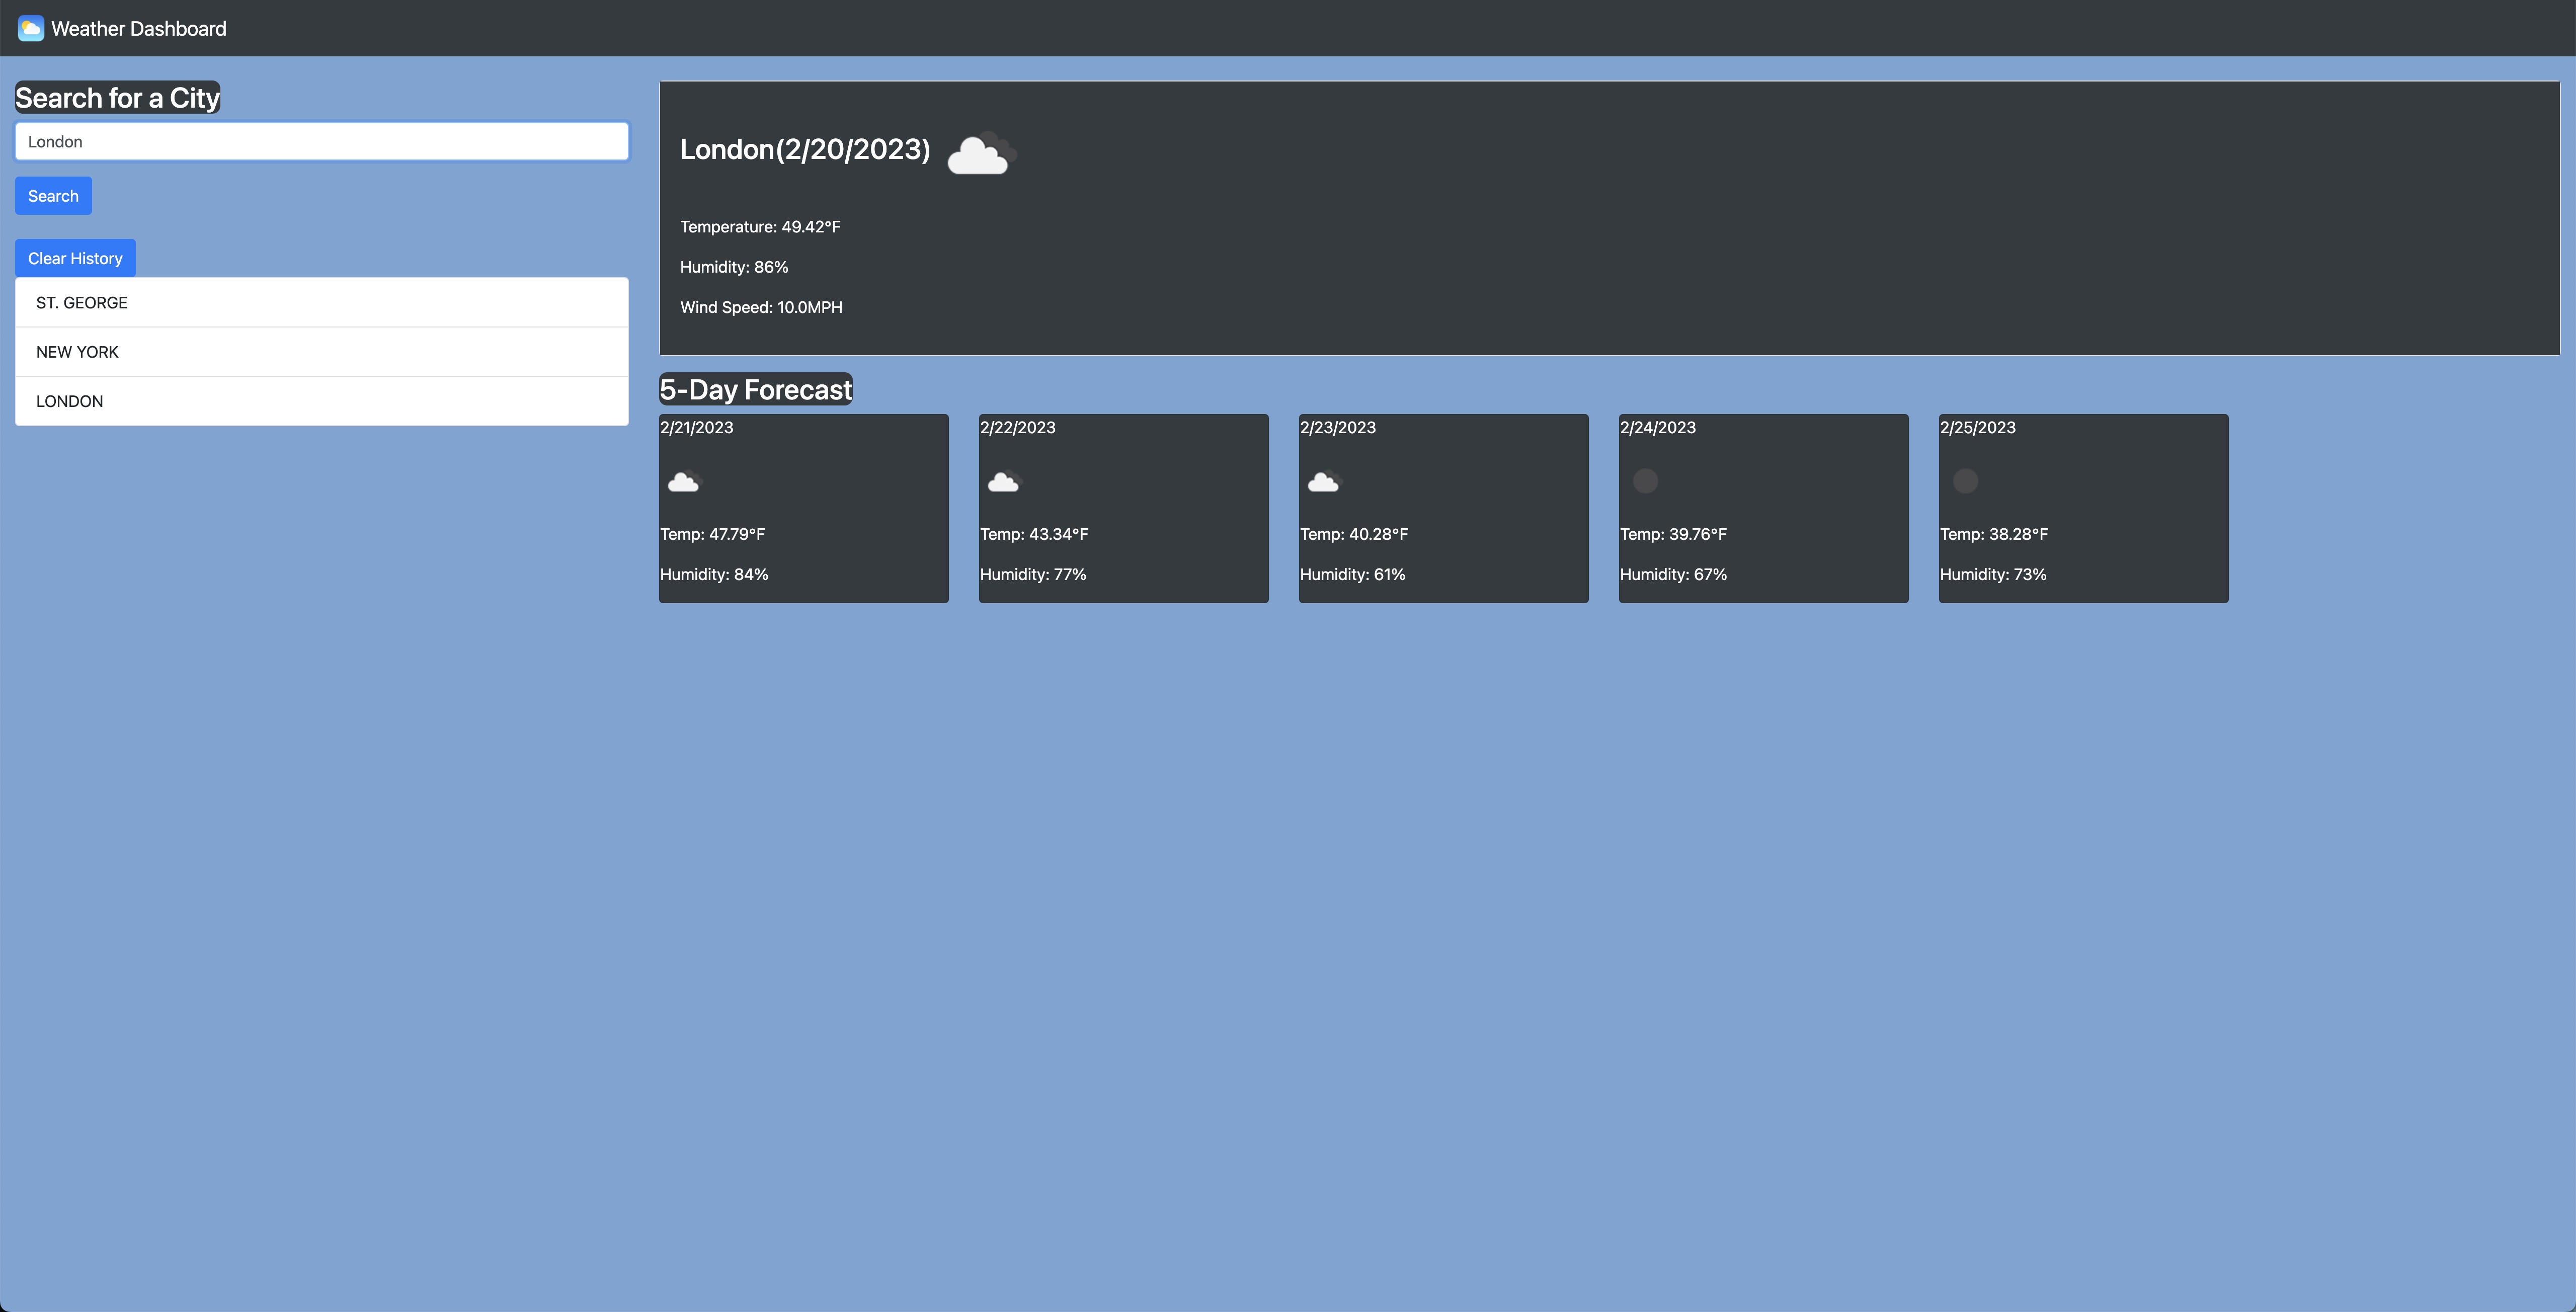 Weather Dashboard
Search for a City
London
Search
Clear History
ST. GEORGE
NEW YORK
LONDON
London(2/20/2023)
Temperature: 49.42°F
Humidity: 86%
Wind Speed: 10.0MPH
5-Day Forecast
2/21/2023
Temp: 47.79°F
Humidity: 84%
2/22/2023
Temp: 43.34°F
Humidity: 77%
2/23/2023
Temp: 40.28°F
Humidity: 61%
2/24/2023
Temp: 39.76°F
Humidity: 67%
2/25/2023
Temp: 38.28°F
Humidity: 73%